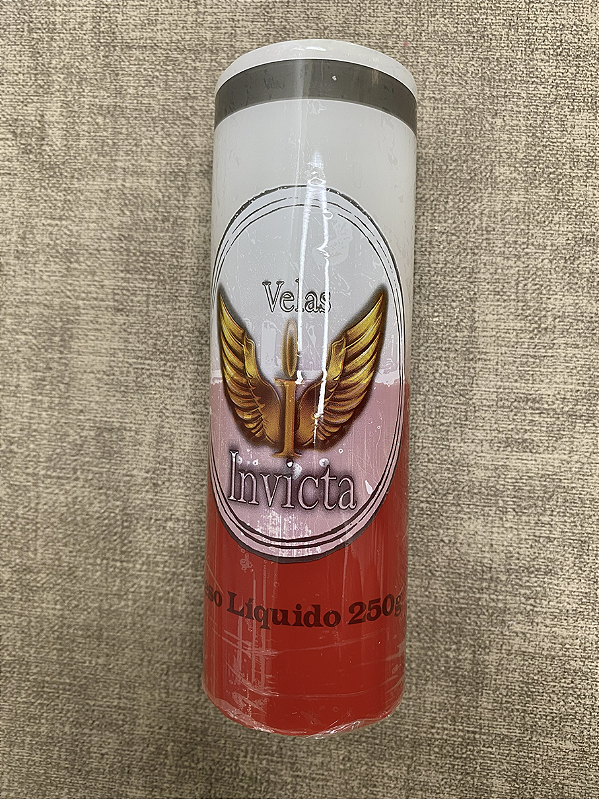 Velas
Invicta
Líquido 250g